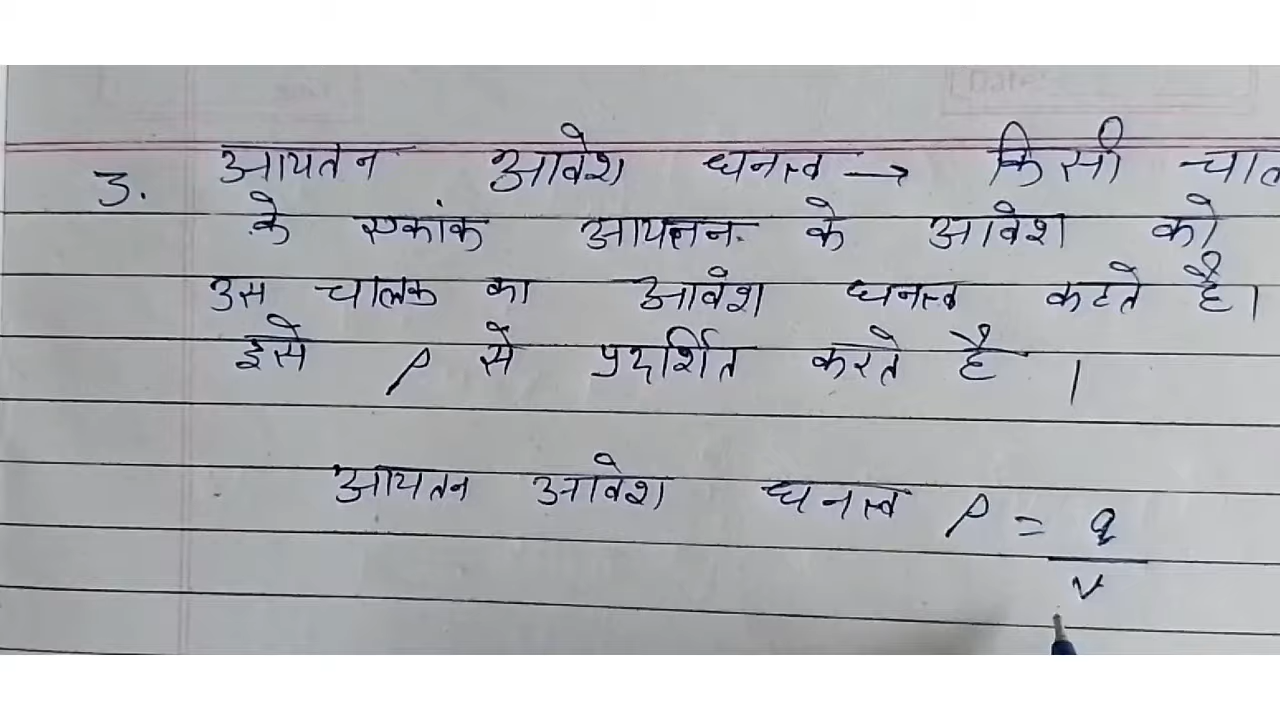 3. आयतन आवेश घनत्व → किसी चाल
के एकांक आयतन के आवेश को
उस चालक का आवेश घनत्व कहते है।
इसे ρ से प्रदर्शित करते है ।
आयतन आवेश घनत्व ρ = q
v